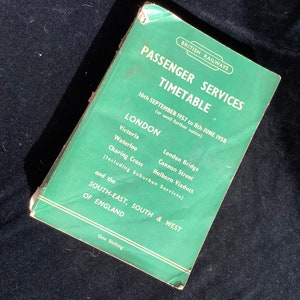 BRITISH RAILWAYS
PASSENGER SERVICES
TIMETABLE
16th SEPTEMBER 1957 to 8th JUNE 1958
(or until further notice)
LONDON
Victoria London Bridge
Waterloo Cannon Street
Charing Cross Holborn Viaduct
(Including Suburban Services)
and the
SOUTH-EAST, SOUTH & WEST
OF ENGLAND
One Shilling